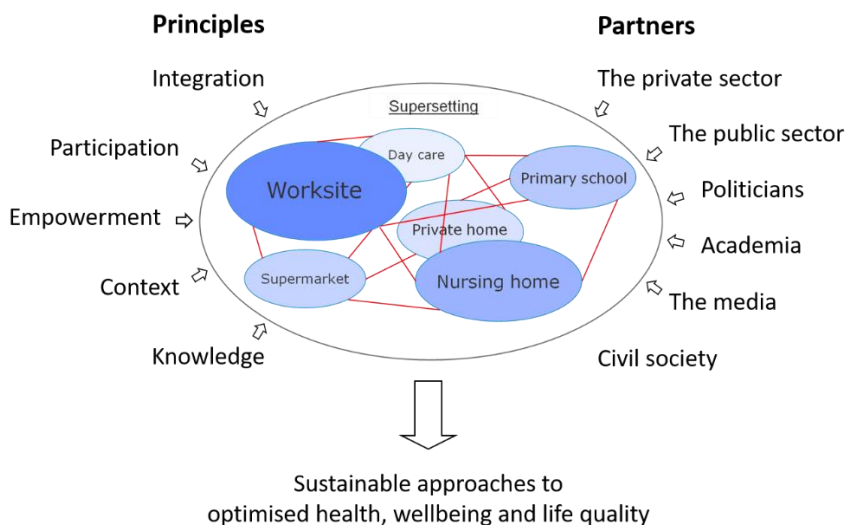 Principles
Partners
Integration
The private sector
Supersetting
Participation
The public sector
Day care
Worksite
Primary school
Politicians
Empowerment
Private home
Academia
Context
Supermarket
Nursing home
The media
Knowledge
Civil society
Sustainable approaches to
optimised health, wellbeing and life quality